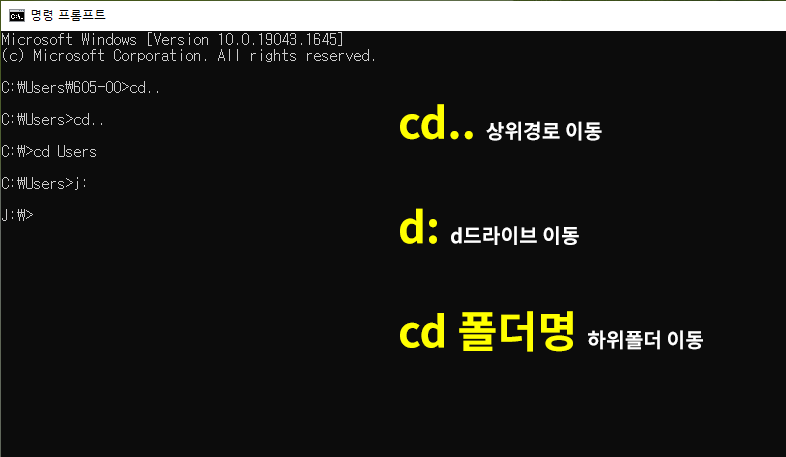 명령 프롬프트
Microsoft Windows [Version 10.0.19043.1645]
(c) Microsoft Corporation. All rights reserved.
C:₩Users₩605-00>cd..
C:₩Users>cd..
C:₩>cd Users
C:₩Users>j:
J:₩>
cd.. 상위경로 이동
d: d드라이브 이동
cd 폴더명 하위폴더 이동